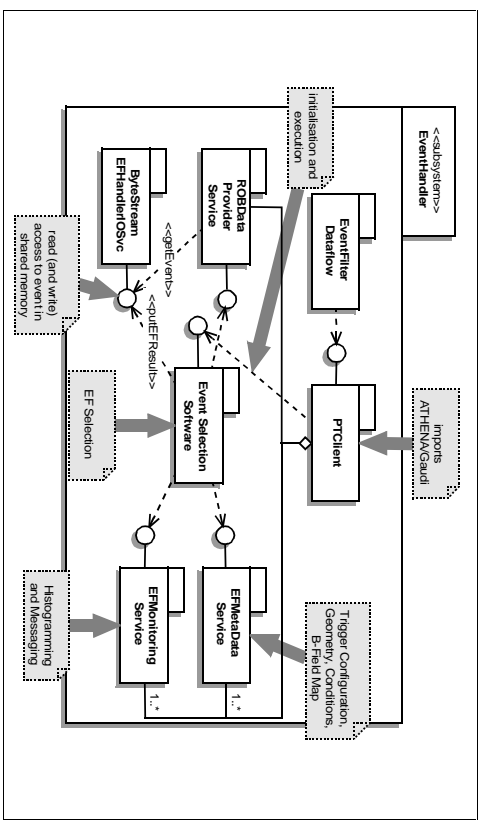 <<subsystem>>
EventHandler
imports
ATHENA/Gaudi
Trigger Configuration,
Geometry, Conditions,
B-Field Map
EventFilter
Dataflow
PTClient
initialisation and
execution
ROBData
Provider
Service
EFMetaData
Service
1..*
<<getEvent>>
<<putEFResult>>
Event Selection
Software
ByteStream
EFHandlerIOSvc
EFMonitoring
Service
1..*
read (and write)
access to event in
shared memory
EF Selection
Histogramming
and Messaging